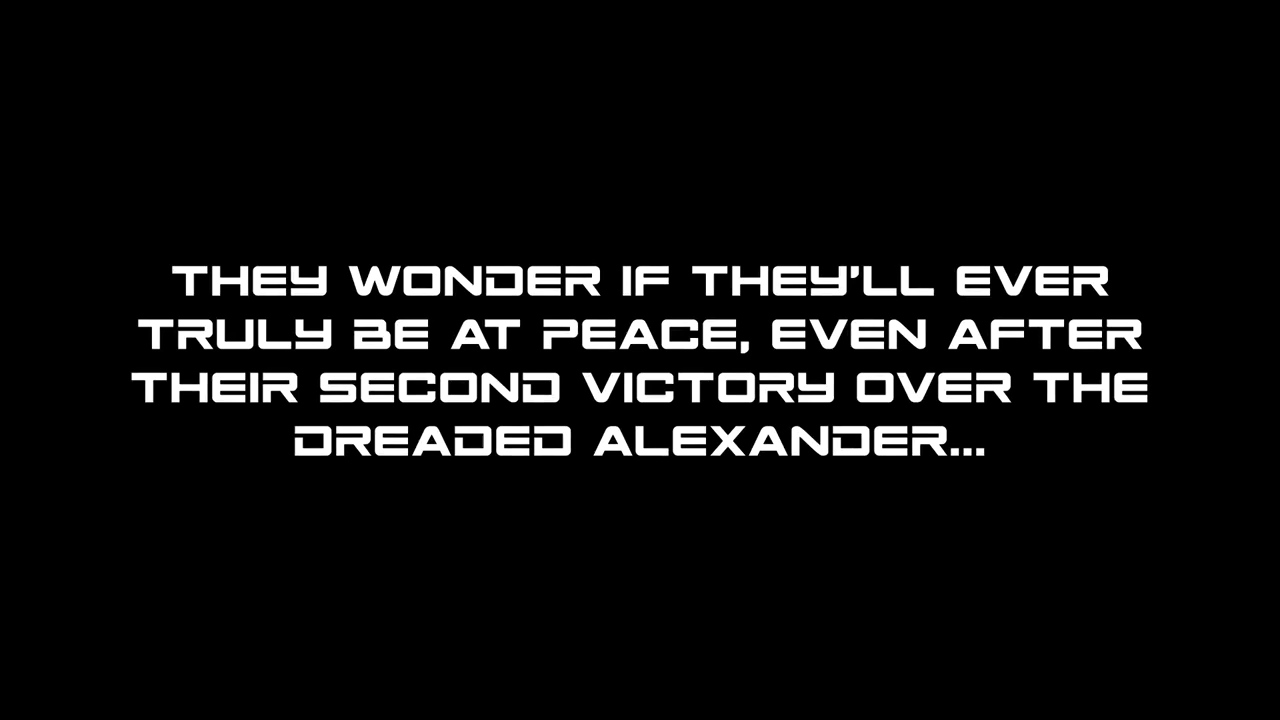 THEY WONDER IF THEY'LL EVER
TRULY BE AT PEACE, EVEN AFTER
THEIR SECOND VICTORY OVER THE
DREADED ALEXANDER...